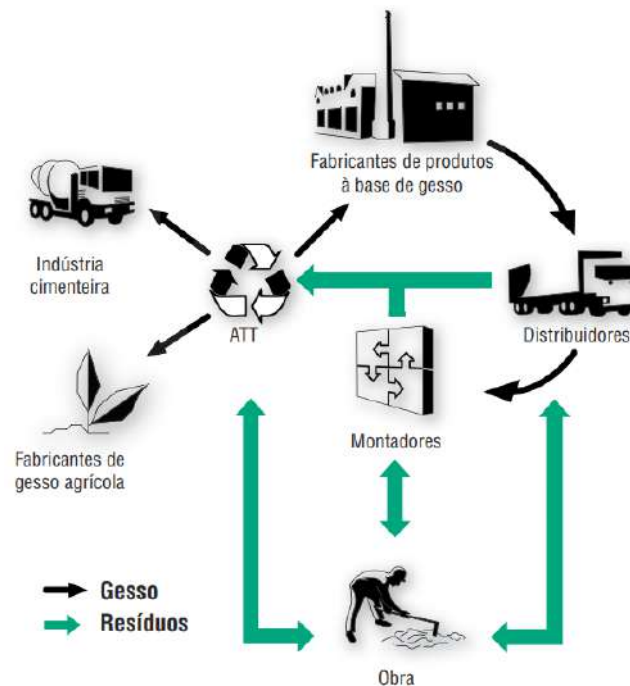 Fabricantes de produtos
à base de gesso
Indústria
cimenteira
ATT
Distribuidores
Montadores
Fabricantes de
gesso agrícola
Gesso
Resíduos
Obra